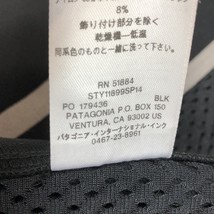 8%
飾り付け部分を除く
乾燥機—低温
同系色のものと一緒に洗って
ください
RN 51884
STY11899SP14
PO 179436 BLK
PATAGONIA P.O. BOX 150
VENTURA, CA 93002 US
パタゴニア・インターナショナル・インク
0467-23-8961